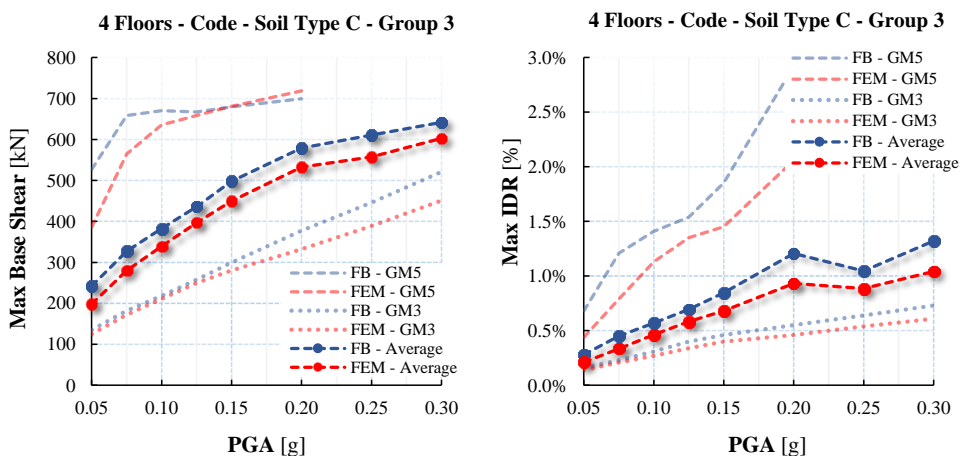 4 Floors - Code - Soil Type C - Group 3
Max Base Shear [kN]
800
700
600
500
400
300
200
100
0
0.05 0.10 0.15 0.20 0.25 0.30
PGA [g]
FB - GM5
FEM - GM5
FB - GM3
FEM - GM3
FB - Average
FEM - Average
4 Floors - Code - Soil Type C - Group 3
Max IDR [%]
3.0%
2.5%
2.0%
1.5%
1.0%
0.5%
0.0%
0.05 0.10 0.15 0.20 0.25 0.30
PGA [g]
FB - GM5
FEM - GM5
FB - GM3
FEM - GM3
FB - Average
FEM - Average